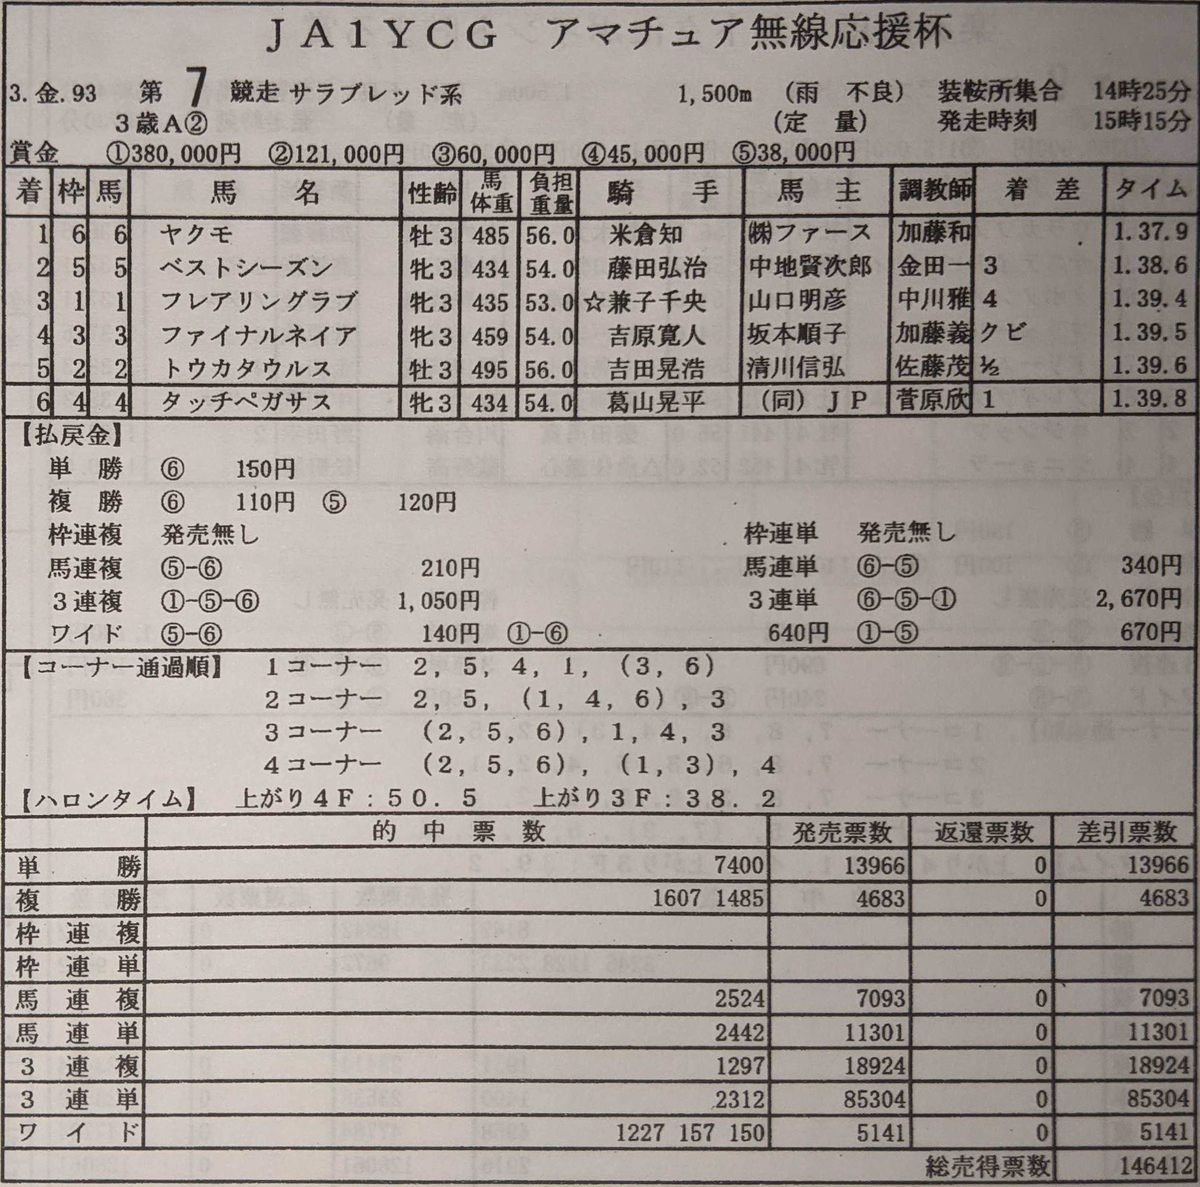 JA1YCG アマチュア無線応援杯
3.金.93 第 7 競走 サラブレッド系 1,500m (雨 不良) 装鞍所集合 14時25分
3歳A② (定 量) 発走時刻 15時15分
賞金 ①380,000円 ②121,000円 ③60,000円 ④45,000円 ⑤38,000円
着 枠 馬 馬 名 性齢 馬体重 負担重量 騎 手 馬 主 調教師 着 差 タイム
1 6 6 ヤクモ 牡3 485 56.0 米倉知 ㈱ファース 加藤和 1.37.9
2 5 5 ベストシーズン 牝3 434 54.0 藤田弘治 中地賢次郎 金田一 3 1.38.6
3 1 1 フレアリングラブ 牝3 435 53.0 ☆兼子千央 山口明彦 中川雅 4 1.39.4
4 3 3 ファイナルネイア 牝3 459 54.0 吉原寛人 坂本順子 加藤義 クビ 1.39.5
5 2 2 トウカタウルス 牡3 495 56.0 吉田晃浩 清川信弘 佐藤茂 ½ 1.39.6
6 4 4 タッチペガサス 牝3 434 54.0 葛山晃平 (同)JP 菅原欣 1 1.39.8
【払戻金】
単 勝 ⑥ 150円
複 勝 ⑥ 110円 ⑤ 120円
枠連複 発売無し 枠連単 発売無し
馬連複 ⑤-⑥ 210円 馬連単 ⑥-⑤ 340円
3連複 ①-⑤-⑥ 1,050円 3連単 ⑥-⑤-① 2,670円
ワイド ⑤-⑥ 140円 ①-⑥ 640円 ①-⑤ 670円
【コーナー通過順】 1コーナー 2,5,4,1,(3,6)
2コーナー 2,5,(1,4,6),3
3コーナー (2,5,6),1,4,3
4コーナー (2,5,6),(1,3),4
【ハロンタイム】 上がり4F:50.5 上がり3F:38.2
的 中 票 数 発売票数 返還票数 差引票数
単 勝 7400 13966 0 13966
複 勝 1607 1485 4683 0 4683
枠 連 複
枠 連 単
馬 連 複 2524 7093 0 7093
馬 連 単 2442 11301 0 11301
3 連 複 1297 18924 0 18924
3 連 単 2312 85304 0 85304
ワ イ ド 1227 157 150 5141 0 5141
総売得票数 146412